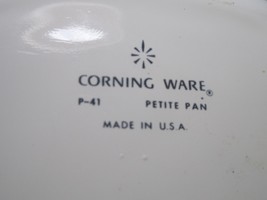 CORNING WARE®
P-41 PETITE PAN
MADE IN U.S.A.